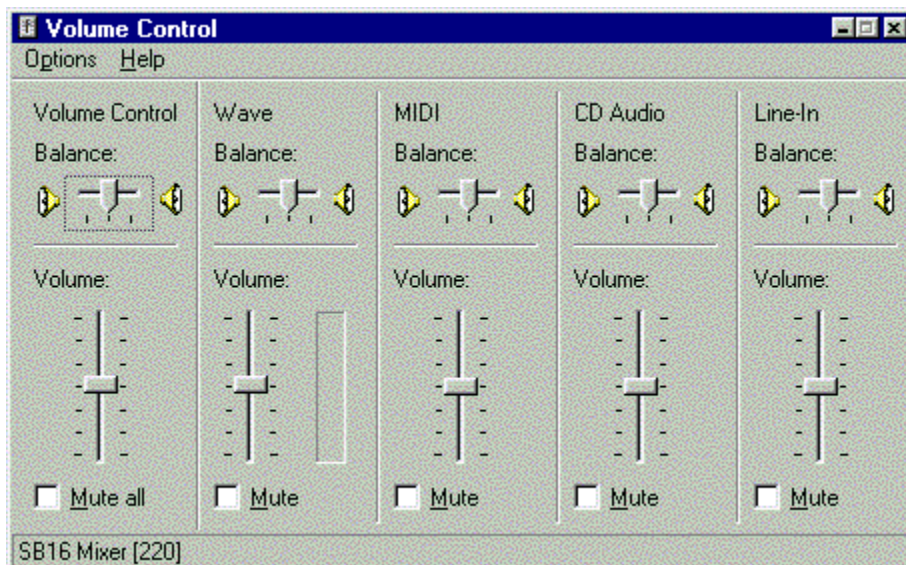 Volume Control
Options Help
Volume Control Wave MIDI CD Audio Line-In
Balance: Balance: Balance: Balance: Balance:
Volume: Volume: Volume: Volume: Volume:
Mute all Mute Mute Mute Mute
SB16 Mixer [220]